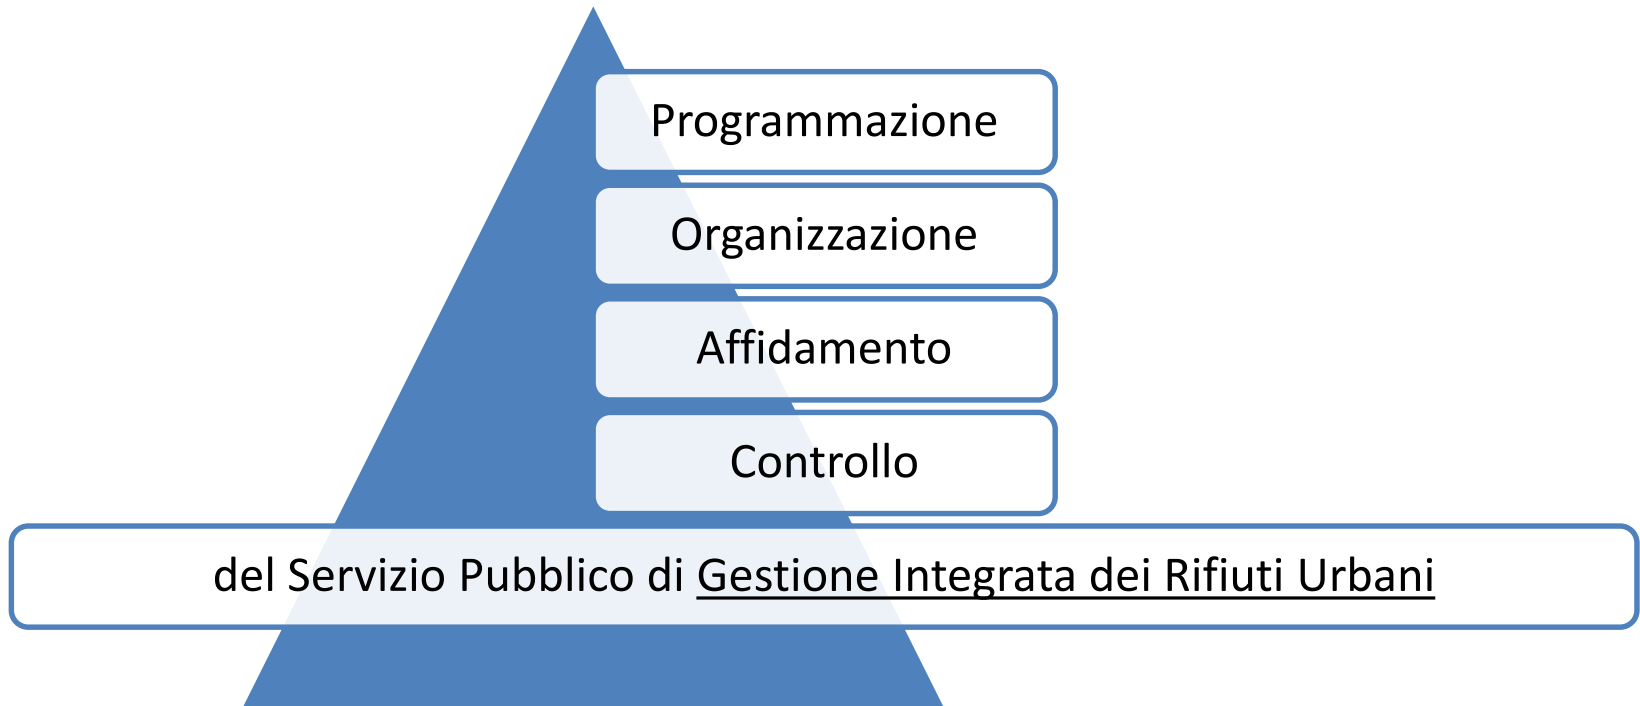 Programmazione
Organizzazione
Affidamento
Controllo
del Servizio Pubblico di Gestione Integrata dei Rifiuti Urbani